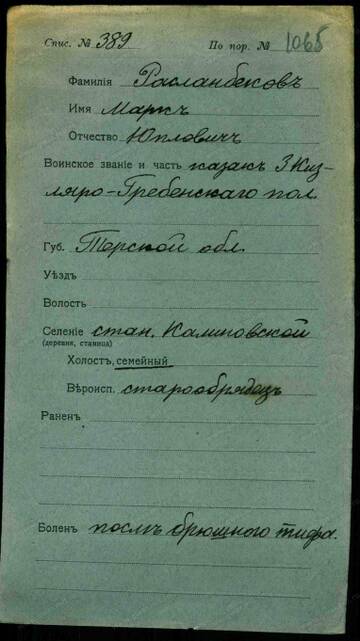 Спис. № 389 По пор. № 1065
Фамилія Расланбековъ
Имя Маркъ
Отчество Юпловичъ
Воинское званіе и часть казакъ 3 Киз-
ляро-Гребенскаго пол
Губ. Терской обл
Уѣздъ
Волость
Селеніе стан. Калиновской
(деревня, станица)
Холостъ, семейный
Вѣроисп. старообрядецъ
Раненъ
Боленъ послѣ брюшного тифа.